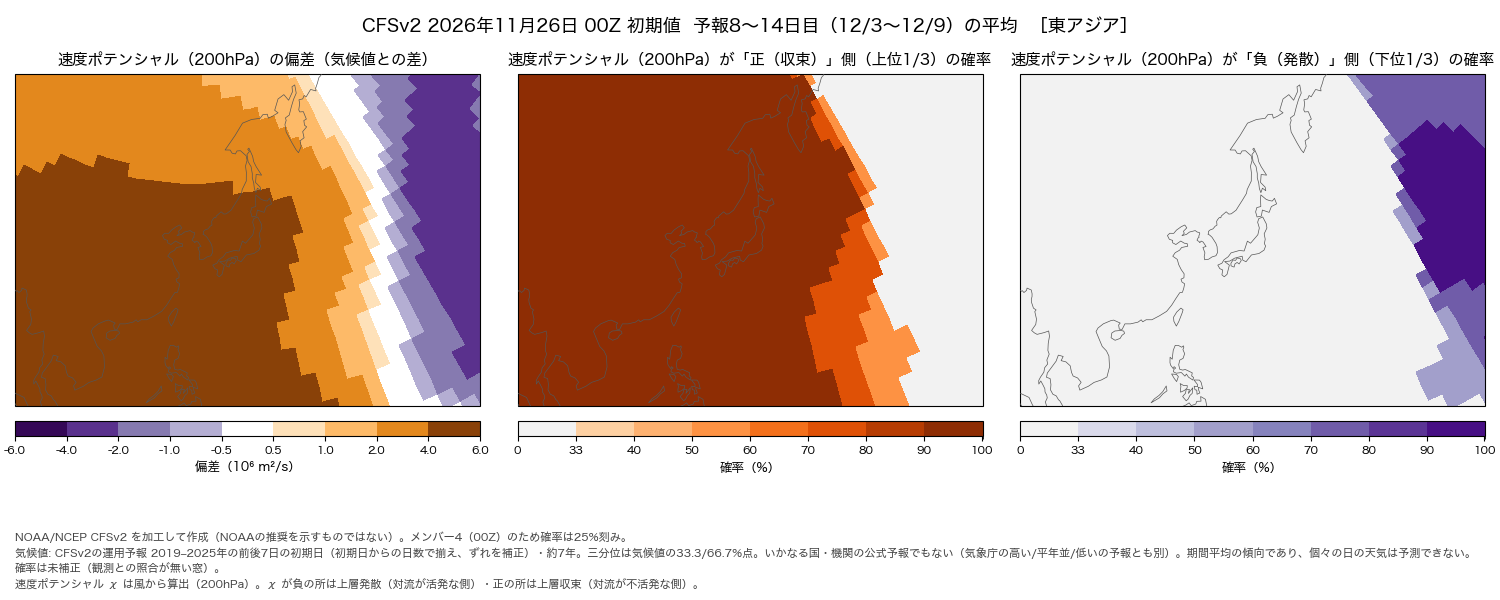 CFSv2 2026年11月26日 00Z 初期値 予報8〜14日目（12/3〜12/9）の平均 ［東アジア］
速度ポテンシャル（200hPa）の偏差（気候値との差）
速度ポテンシャル（200hPa）が「正（収束）」側（上位1/3）の確率
速度ポテンシャル（200hPa）が「負（発散）」側（下位1/3）の確率
-6.0 -4.0 -2.0 -1.0 -0.5 0.5 1.0 2.0 4.0 6.0
偏差（10⁶ m²/s）
0 33 40 50 60 70 80 90 100
確率（%）
0 33 40 50 60 70 80 90 100
確率（%）
NOAA/NCEP CFSv2 を加工して作成（NOAAの推奨を示すものではない）。メンバー4（00Z）のため確率は25%刻み。
気候値: CFSv2の運用予報 2019–2025年の前後7日の初期日（初期日からの日数で揃え、ずれを補正）・約7年。三分位は気候値の33.3/66.7%点。いかなる国・機関の公式予報でもない（気象庁の高い/平年並/低いの予報とも別）。期間平均の傾向であり、個々の日の天気は予測できない。
確率は未補正（観測との照合が無い窓）。
速度ポテンシャル χ は風から算出（200hPa）。χ が負の所は上層発散（対流が活発な側）・正の所は上層収束（対流が不活発な側）。